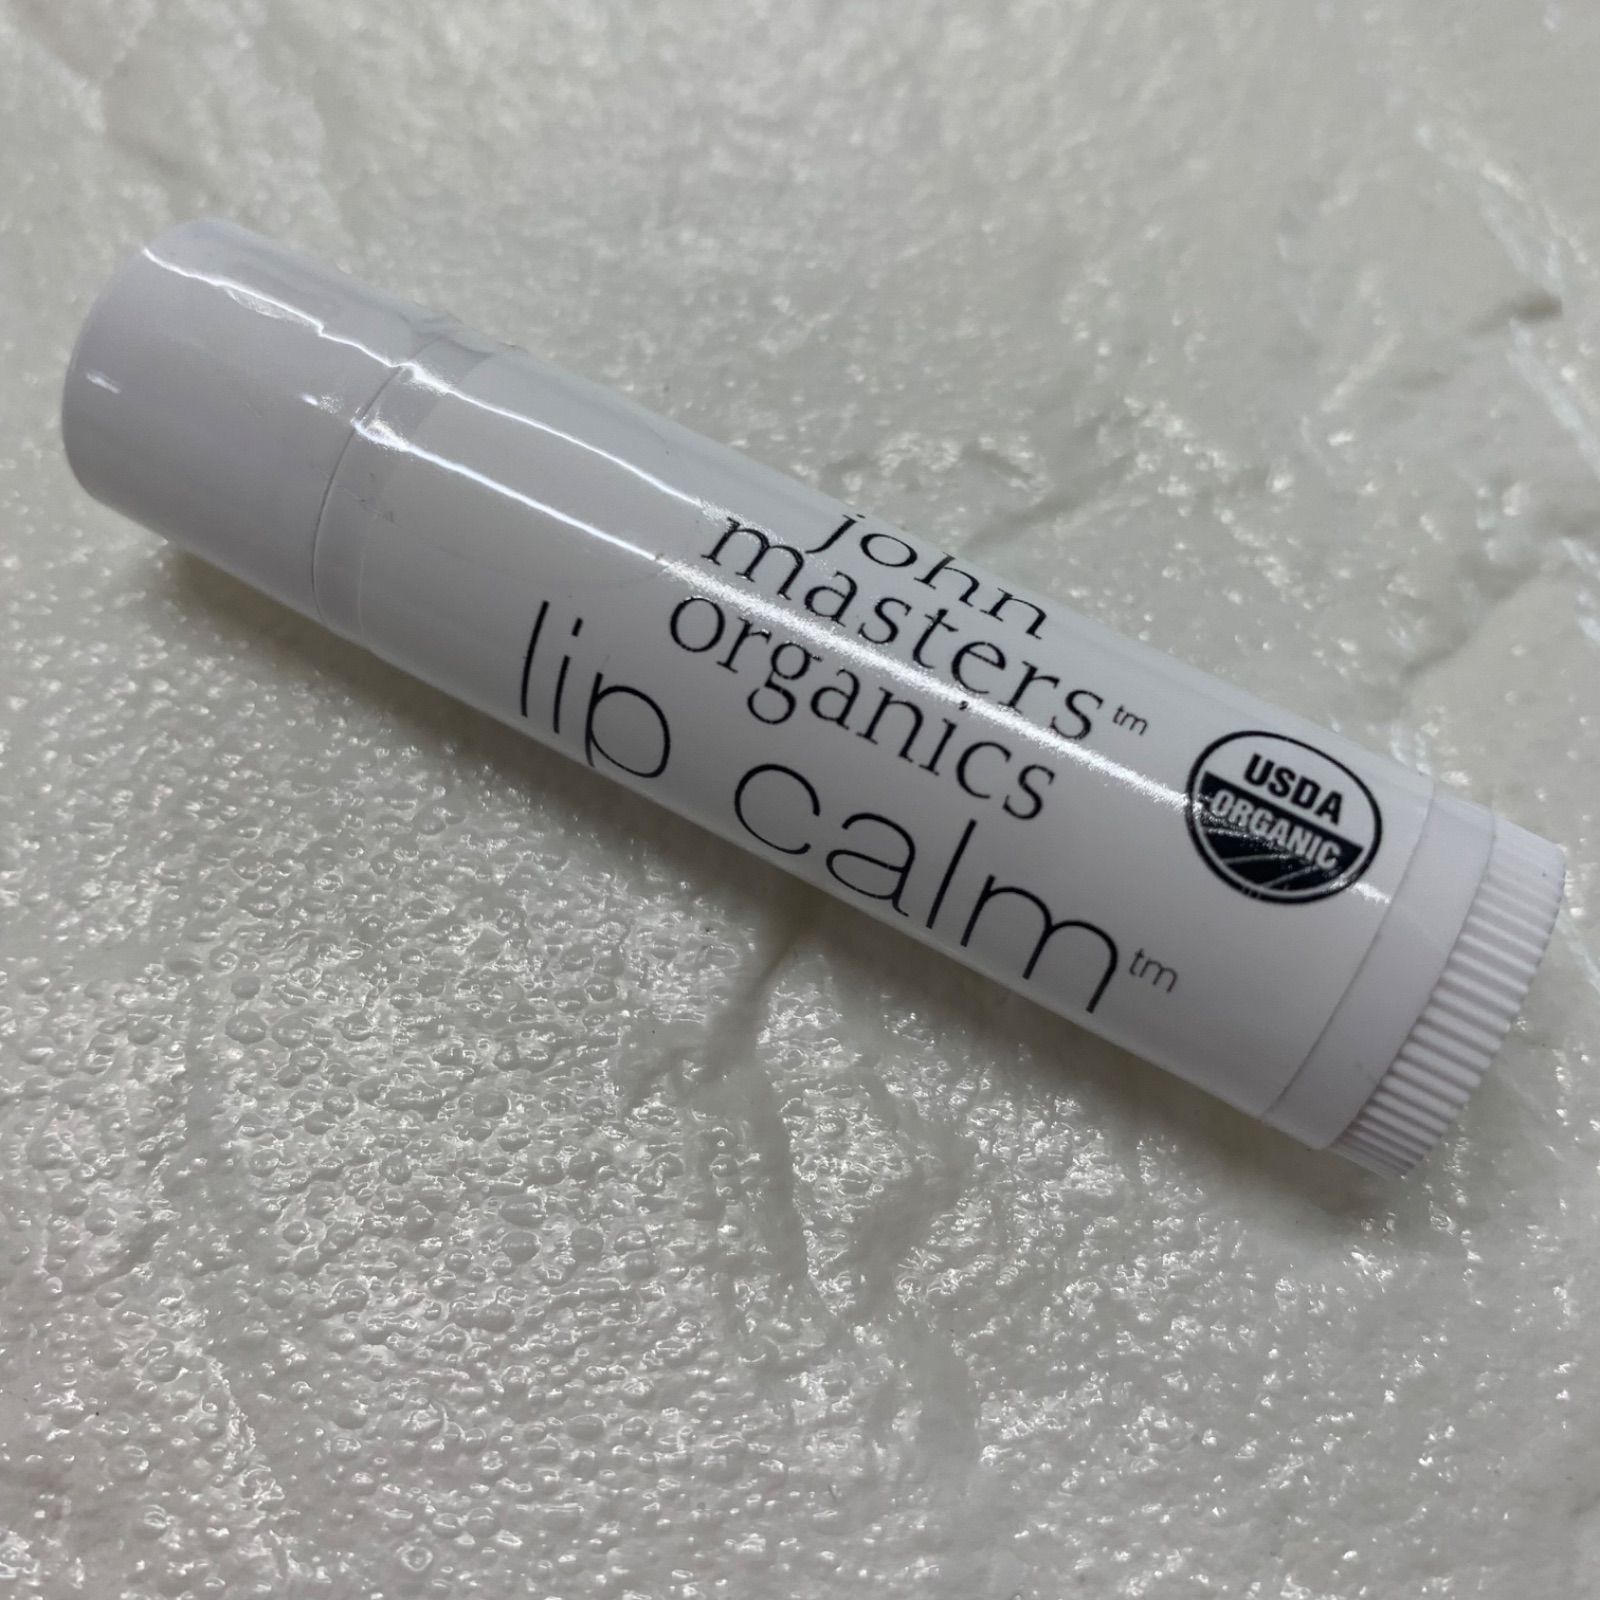 john
masters™
organics
lip calm™
USDA
ORGANIC